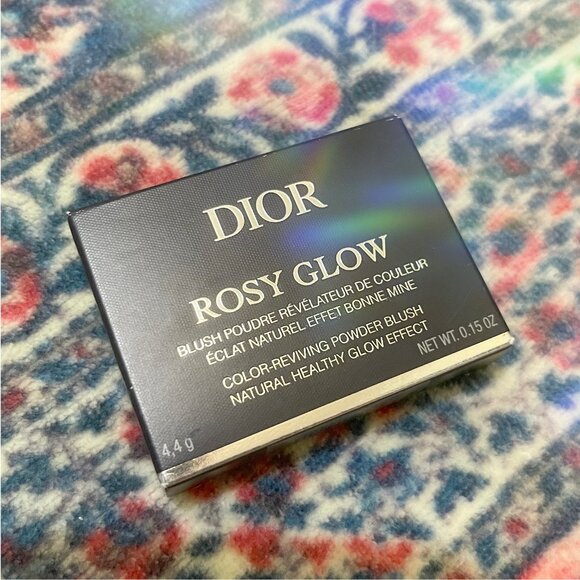 DIOR
ROSY GLOW
BLUSH POUDRE RÉVÉLATEUR DE COULEUR
ÉCLAT NATUREL EFFET BONNE MINE
COLOR-REVIVING POWDER BLUSH
NATURAL HEALTHY GLOW EFFECT
4,4 g
NET WT. 0.15 OZ